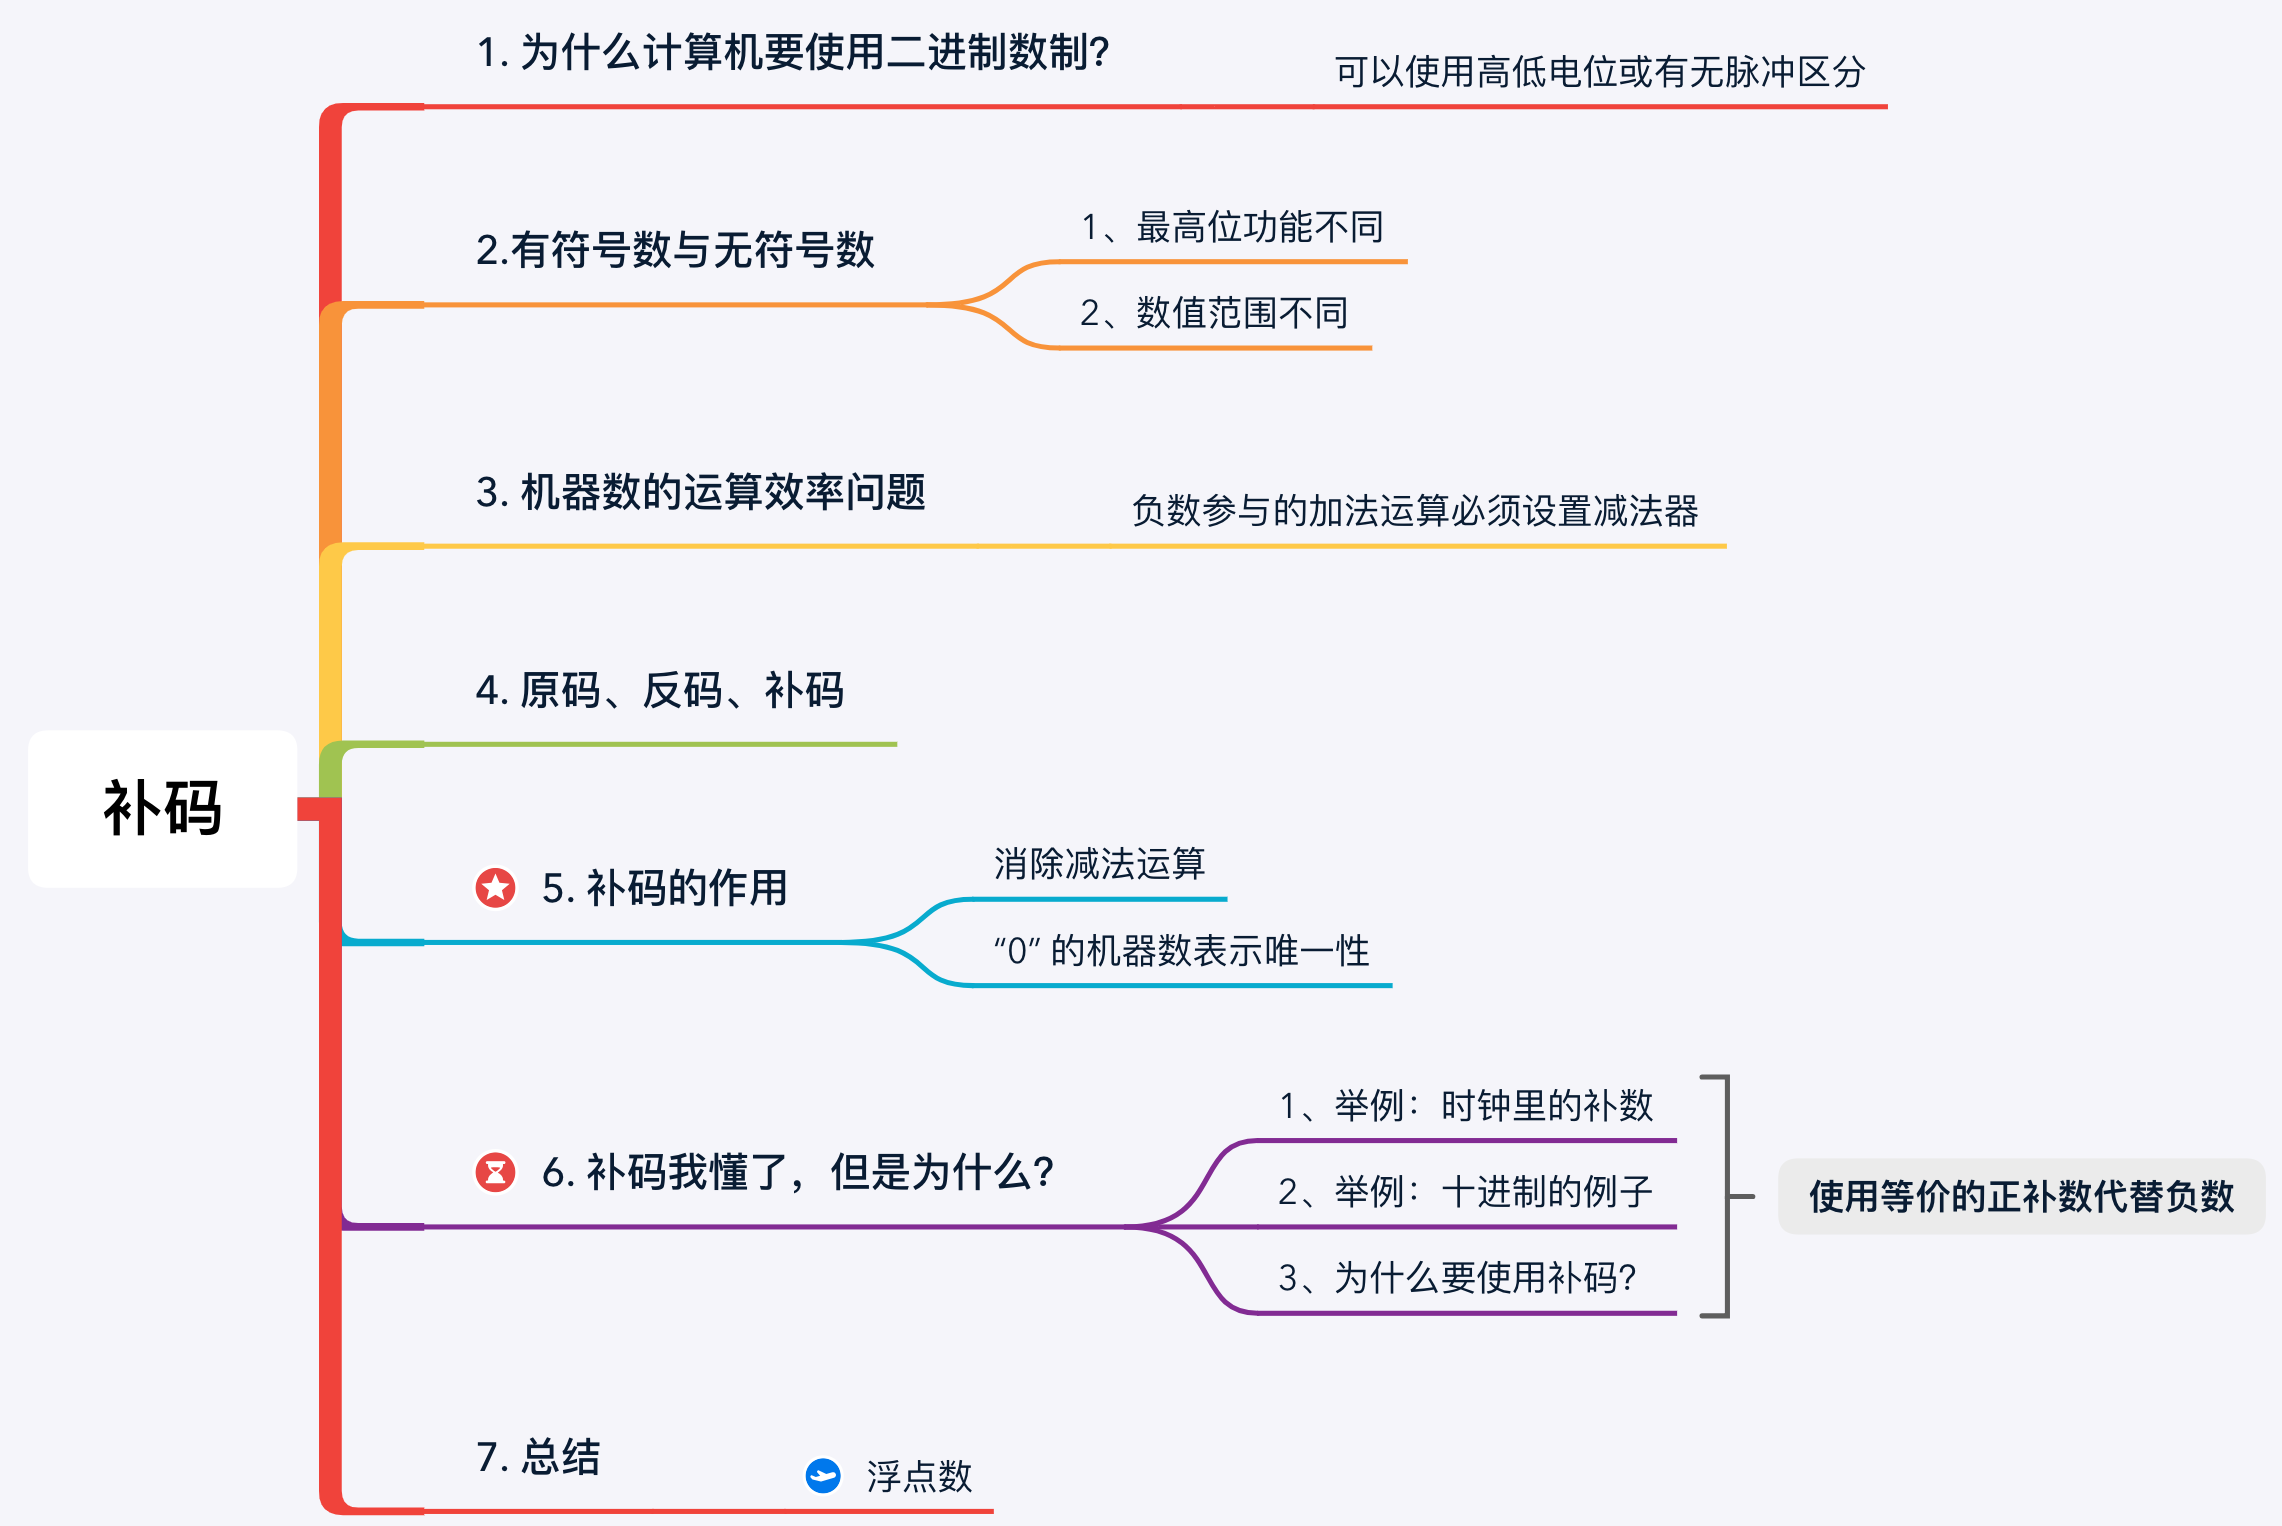 补码
1. 为什么计算机要使用二进制数制?
可以使用高低电位或有无脉冲区分
2.有符号数与无符号数
1、最高位功能不同
2、数值范围不同
3. 机器数的运算效率问题
负数参与的加法运算必须设置减法器
4. 原码、反码、补码
5. 补码的作用
消除减法运算
“0” 的机器数表示唯一性
6. 补码我懂了，但是为什么?
1、举例：时钟里的补数
2、举例：十进制的例子
3、为什么要使用补码?
使用等价的正补数代替负数
7. 总结
浮点数